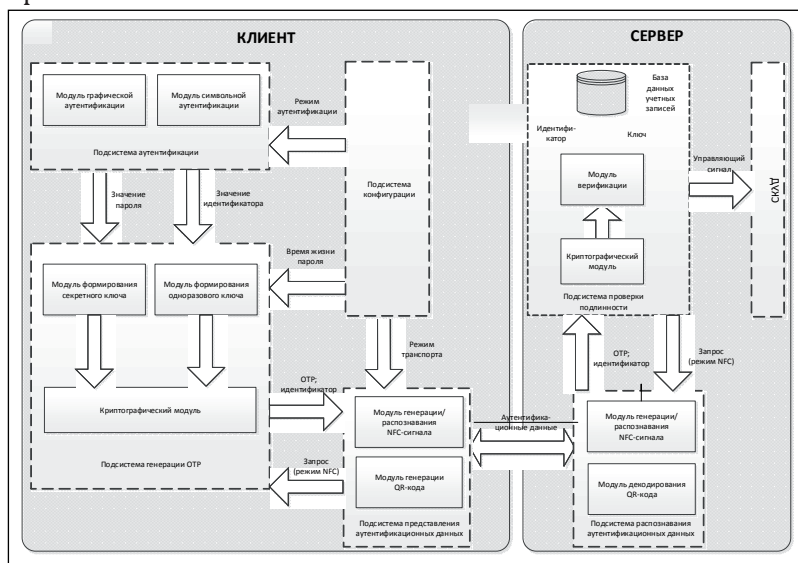 КЛИЕНТ
СЕРВЕР
Модуль графической
аутентификации
Модуль символьной
аутентификации
Подсистема аутентификации
Режим
аутентификации
Подсистема
конфигурации
Значение
пароля
Значение
идентификатора
Время жизни
пароля
Модуль формирования
секретного ключа
Модуль формирования
одноразового ключа
Криптографический модуль
Подсистема генерации OTP
Режим
транспорта
OTP;
идентификатор
Запрос
(режим NFC)
Модуль генерации/
распознавания
NFC-сигнала
Модуль генерации
QR-кода
Подсистема представления
аутентификационных данных
Аутентифика-
ционные данные
База
данных
учетных
записей
Идентифи-
катор
Ключ
Модуль
верификации
Криптографический
модуль
Подсистема проверки
подлинности
Управляющий
сигнал
СКУД
OTP;
идентификатор
Запрос
(режим NFC)
Модуль генерации/
распознавания
NFC-сигнала
Модуль декодирования
QR-кода
Подсистема распознавания
аутентификационных данных